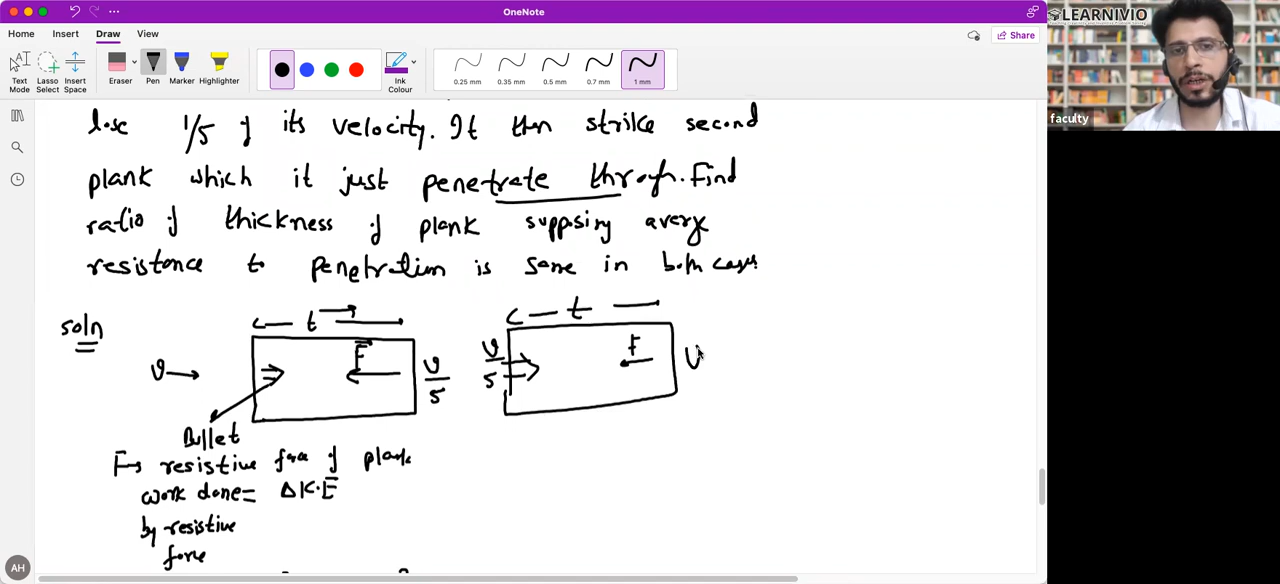 OneNote
LEARNIVIO
Home Insert Draw View
Share
Text Mode
Lasso Select
Insert Space
Eraser
Pen
Marker
Highlighter
Ink Colour
0.25 mm
0.35 mm
0.5 mm
0.7 mm
1 mm
faculty
lose 1/5 of its velocity. It then strike second
plank which it just penetrate through. Find
ratio of thickness of plank supposing averge
resistance to penetration is same in both cases
soln
t
t
v
F
v/5
v/5
F
V
Bullet
F→ resistive force of plank
work done = ΔK.E
by resistive
force
AH